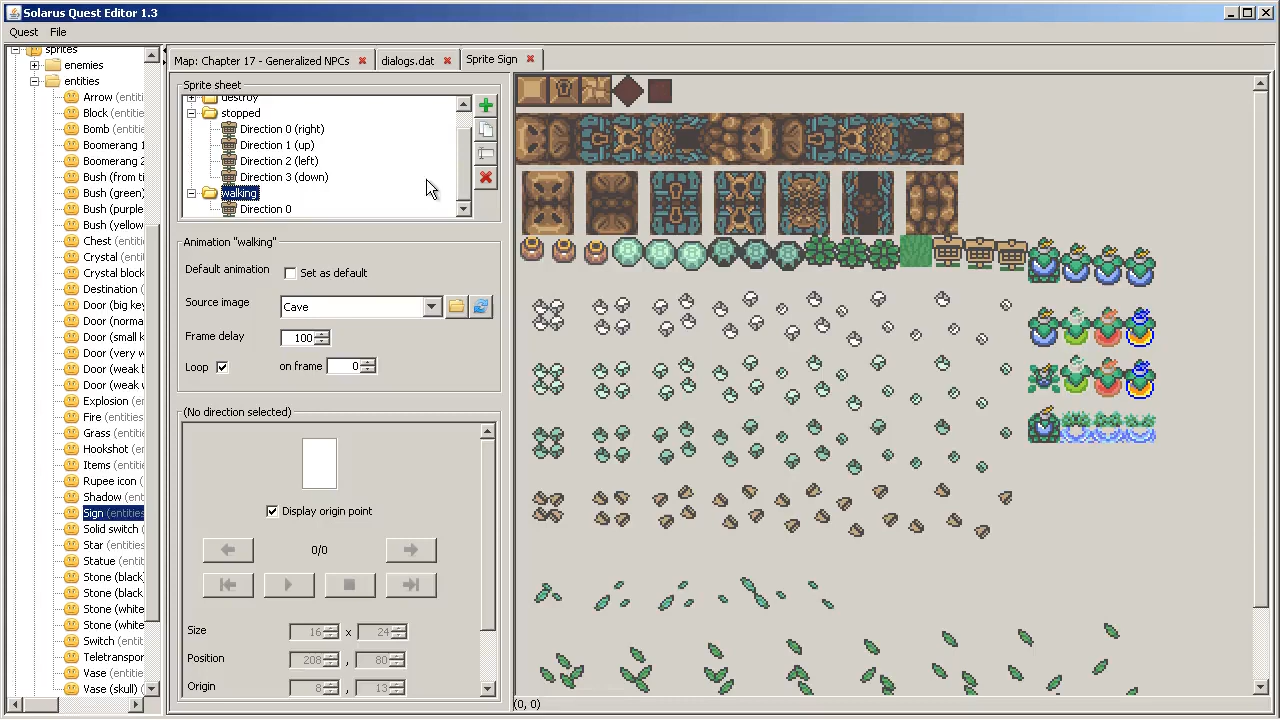 Solarus Quest Editor 1.3
Quest File
sprites
enemies
entities
Arrow (entiti
Block (entiti
Bomb (entiti
Boomerang 1
Boomerang 2
Bush (from t
Bush (green)
Bush (purple
Bush (yellow
Chest (entiti
Crystal (enti
Crystal block
Destination (
Door (big key
Door (norma
Door (small k
Door (very w
Door (weak b
Door (weak (
Explosion (en
Fire (entities
Grass (entiti
Hookshot (e
Items (entitie
Rupee icon (
Shadow (ent
Sign (entities
Solid switch (
Star (entities
Statue (entiti
Stone (black)
Stone (black
Stone (white
Stone (white
Switch (entiti
Teletranspor
Vase (entitie
Vase (skull) (
Map: Chapter 17 - Generalized NPCs
dialogs.dat
Sprite Sign
Sprite sheet
destroy
stopped
Direction 0 (right)
Direction 1 (up)
Direction 2 (left)
Direction 3 (down)
walking
Direction 0
Animation "walking"
Default animation Set as default
Source image Cave
Frame delay 100
Loop on frame 0
(No direction selected)
Display origin point
0/0
Size 16 x 24
Position 208 , 80
Origin 8 , 13
(0, 0)